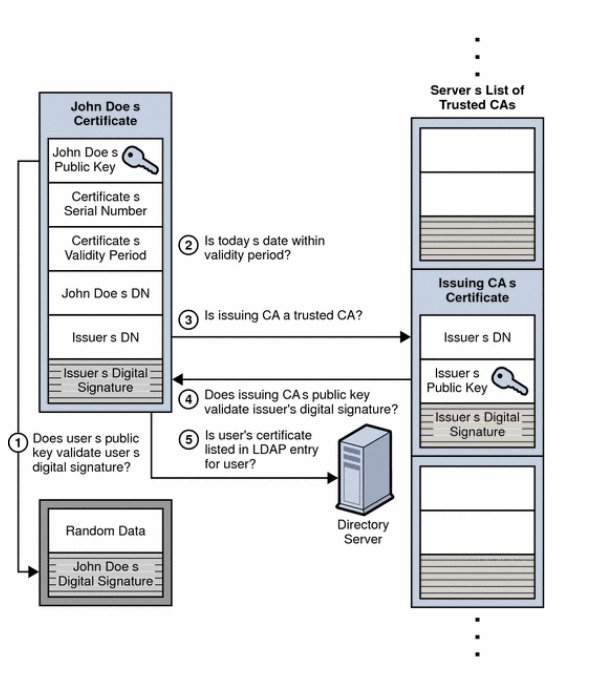 Server s List of
Trusted CAs
John Doe s
Certificate
John Doe s
Public Key
Certificate s
Serial Number
Certificate s
Validity Period
John Doe s DN
Issuer s DN
Issuer s Digital
Signature
2 Is today s date within
validity period?
3 Is issuing CA a trusted CA?
Issuing CA s
Certificate
Issuer s DN
Issuer s
Public Key
Issuer s Digital
Signature
4 Does issuing CA s public key
validate issuer's digital signature?
5 Is user's certificate
listed in LDAP entry
for user?
1 Does user s public
key validate user s
digital signature?
Directory
Server
Random Data
John Doe s
Digital Signature